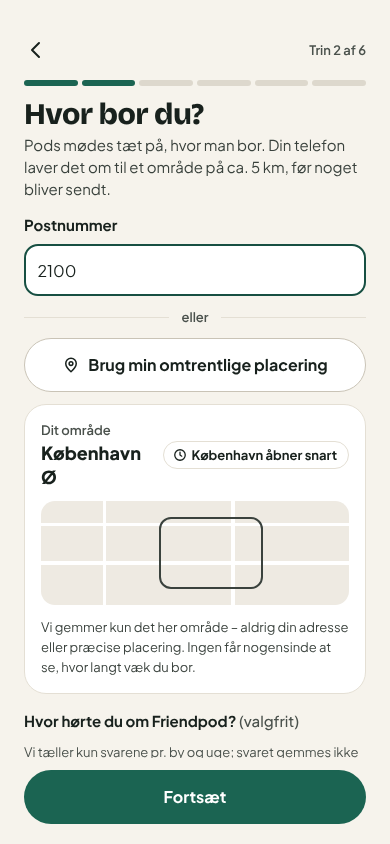 Trin 2 af 6
Hvor bor du?
Pods mødes tæt på, hvor man bor. Din telefon
laver det om til et område på ca. 5 km, før noget
bliver sendt.
Postnummer
2100
eller
Brug min omtrentlige placering
Dit område
København
Ø
København åbner snart
Vi gemmer kun det her område – aldrig din adresse
eller præcise placering. Ingen får nogensinde at
se, hvor langt væk du bor.
Hvor hørte du om Friendpod? (valgfrit)
Vi tæller kun svarene pr. by og uge; svaret gemmes ikke
Fortsæt